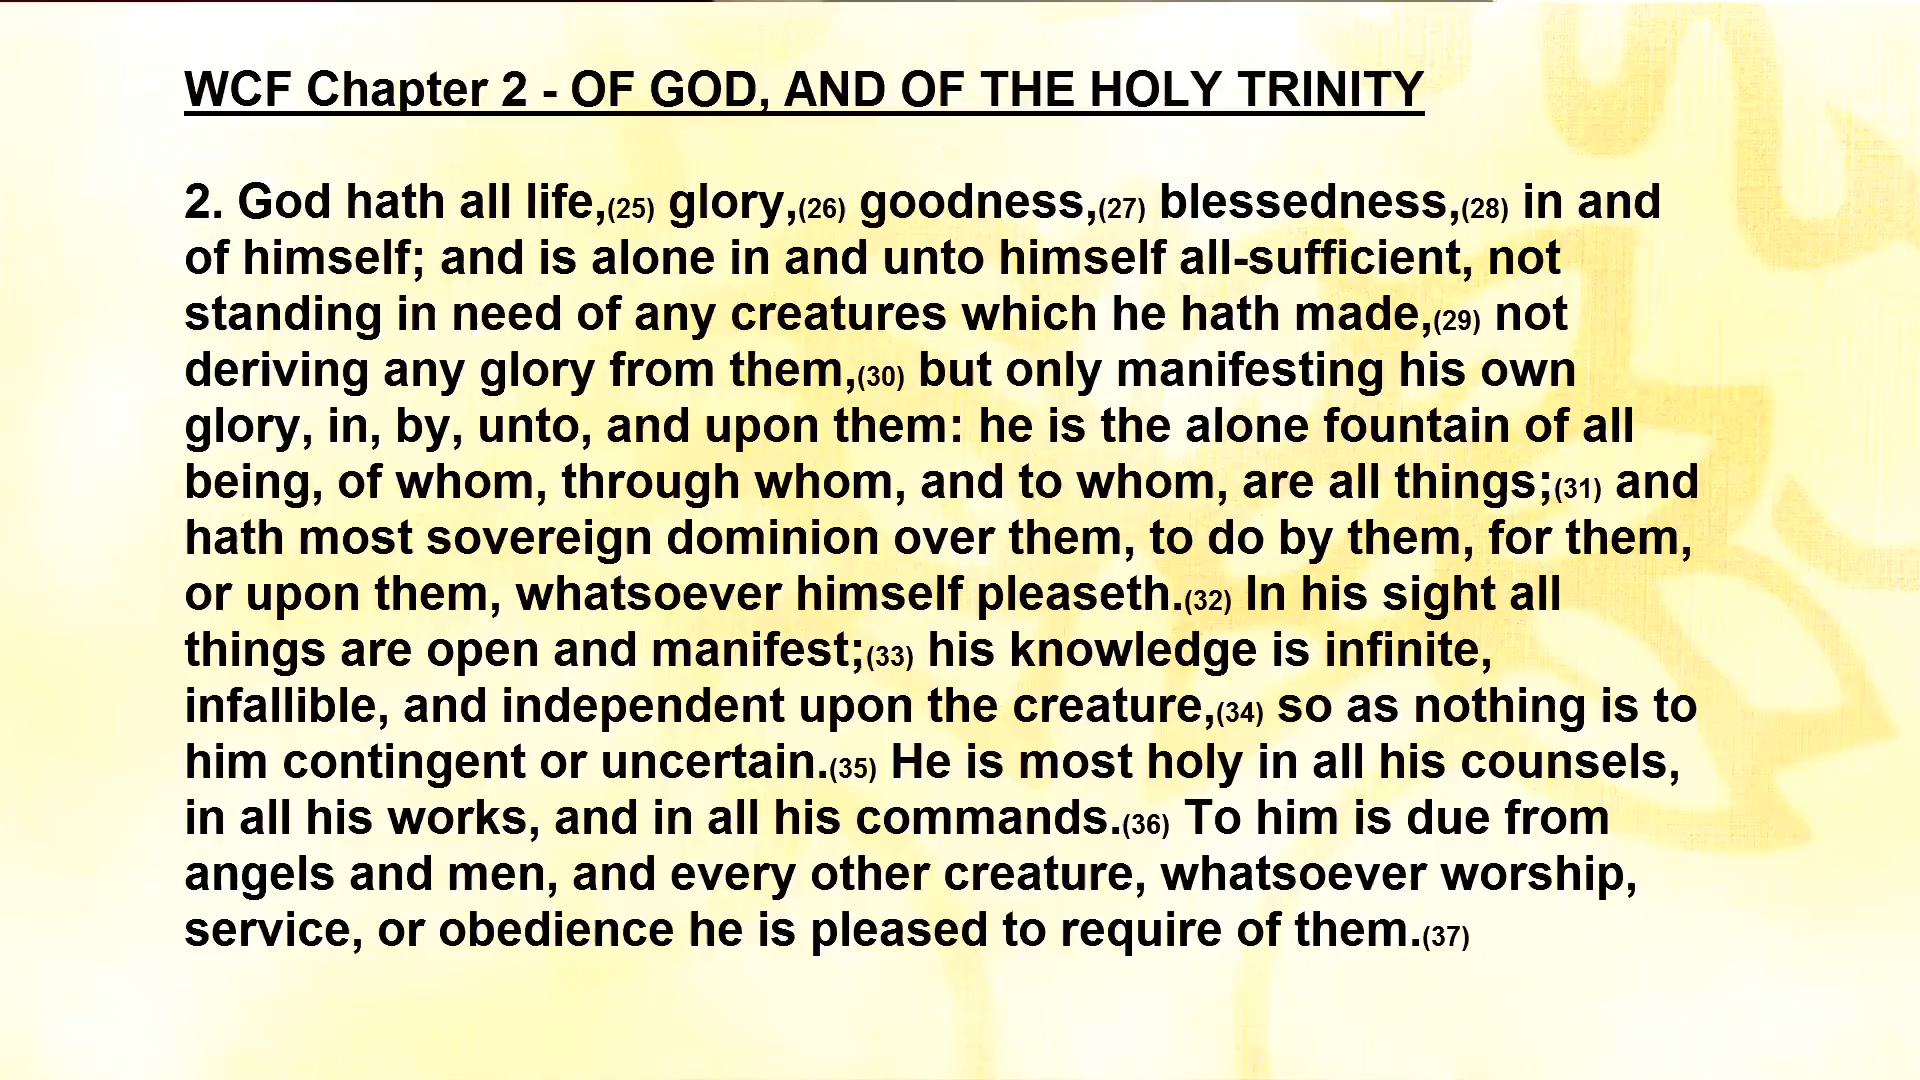 WCF Chapter 2 - OF GOD, AND OF THE HOLY TRINITY
2. God hath all life,(25) glory,(26) goodness,(27) blessedness,(28) in and
of himself; and is alone in and unto himself all-sufficient, not
standing in need of any creatures which he hath made,(29) not
deriving any glory from them,(30) but only manifesting his own
glory, in, by, unto, and upon them: he is the alone fountain of all
being, of whom, through whom, and to whom, are all things;(31) and
hath most sovereign dominion over them, to do by them, for them,
or upon them, whatsoever himself pleaseth.(32) In his sight all
things are open and manifest;(33) his knowledge is infinite,
infallible, and independent upon the creature,(34) so as nothing is to
him contingent or uncertain.(35) He is most holy in all his counsels,
in all his works, and in all his commands.(36) To him is due from
angels and men, and every other creature, whatsoever worship,
service, or obedience he is pleased to require of them.(37)